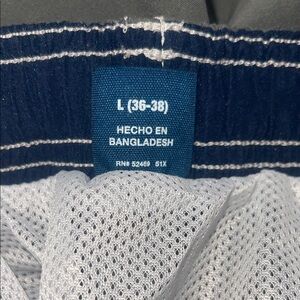 L (36-38)
HECHO EN
BANGLADESH
RN# 52469 51X